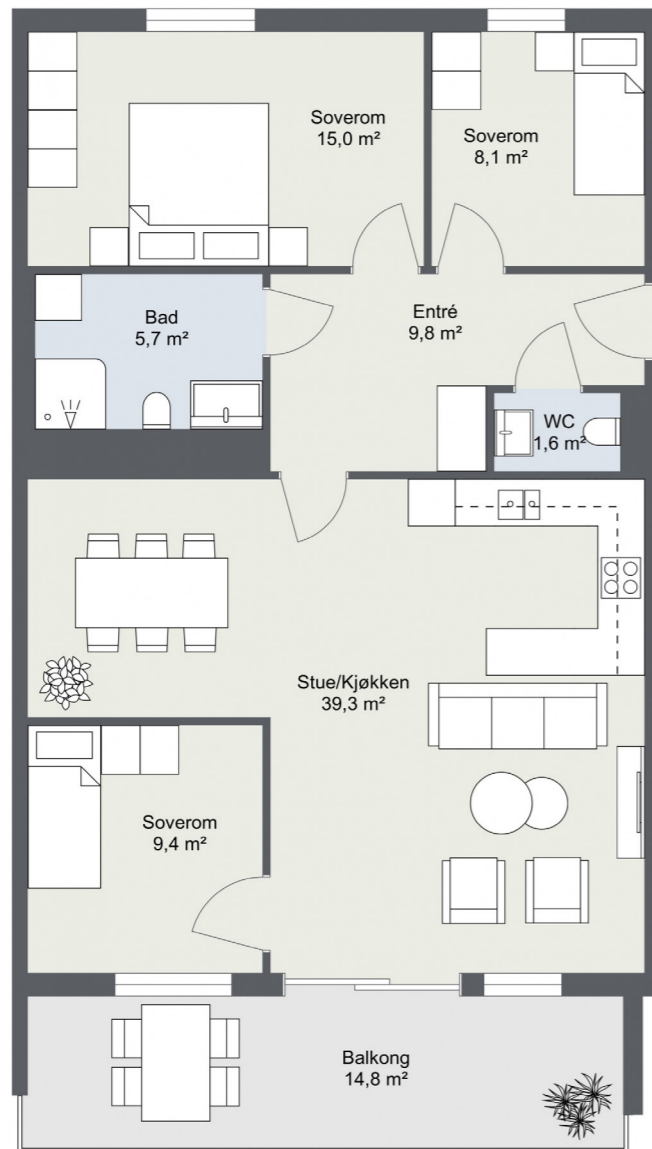 Soverom
15,0 m²
Soverom
8,1 m²
Bad
5,7 m²
Entré
9,8 m²
WC
1,6 m²
Stue/Kjøkken
39,3 m²
Soverom
9,4 m²
Balkong
14,8 m²